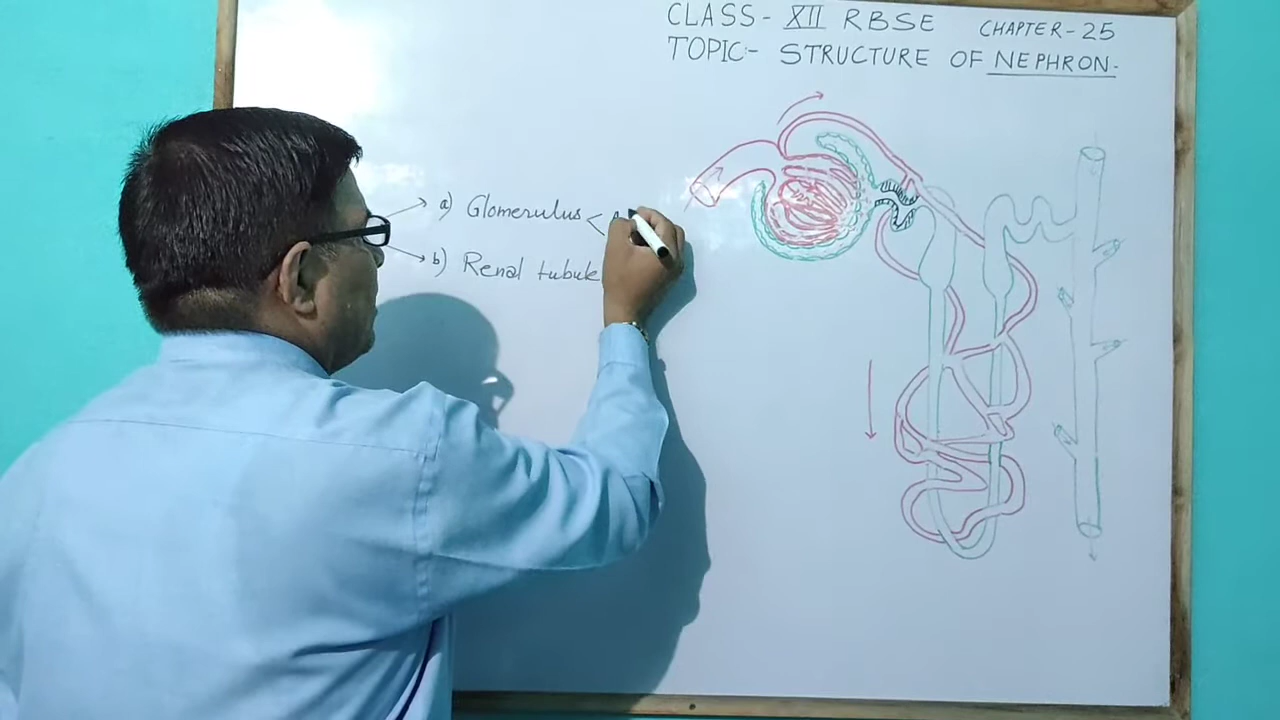 CLASS- XII RBSE CHAPTER-25
TOPIC:- STRUCTURE OF NEPHRON.
a) Glomerulus <
b) Renal tubule